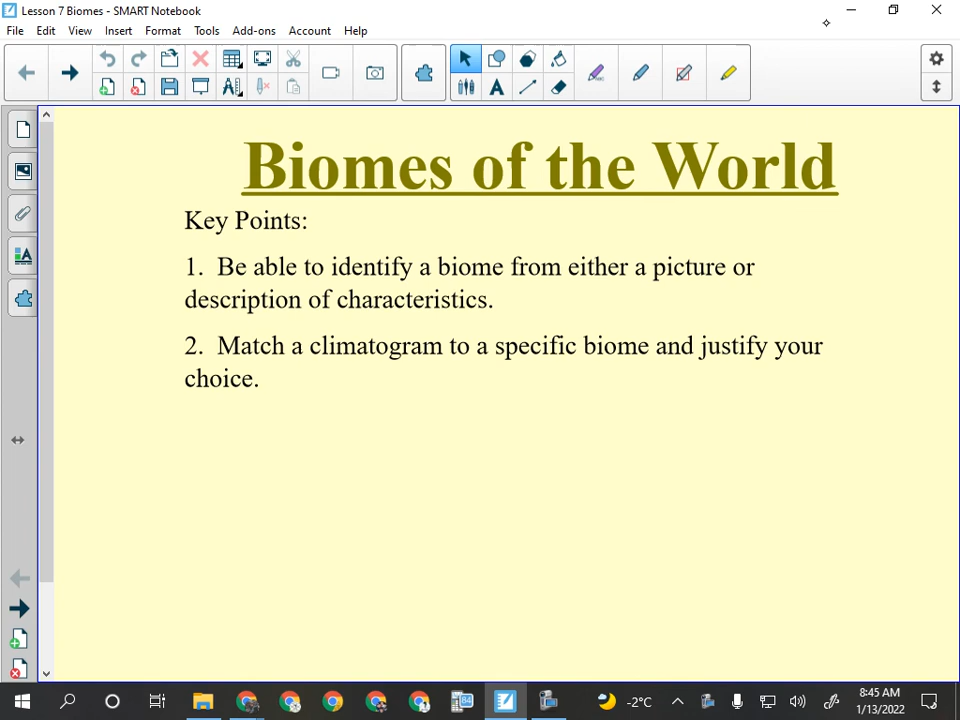 Lesson 7 Biomes - SMART Notebook
File Edit View Insert Format Tools Add-ons Account Help
Biomes of the World
Key Points:
1. Be able to identify a biome from either a picture or
description of characteristics.
2. Match a climatogram to a specific biome and justify your
choice.
-2°C
8:45 AM
1/13/2022